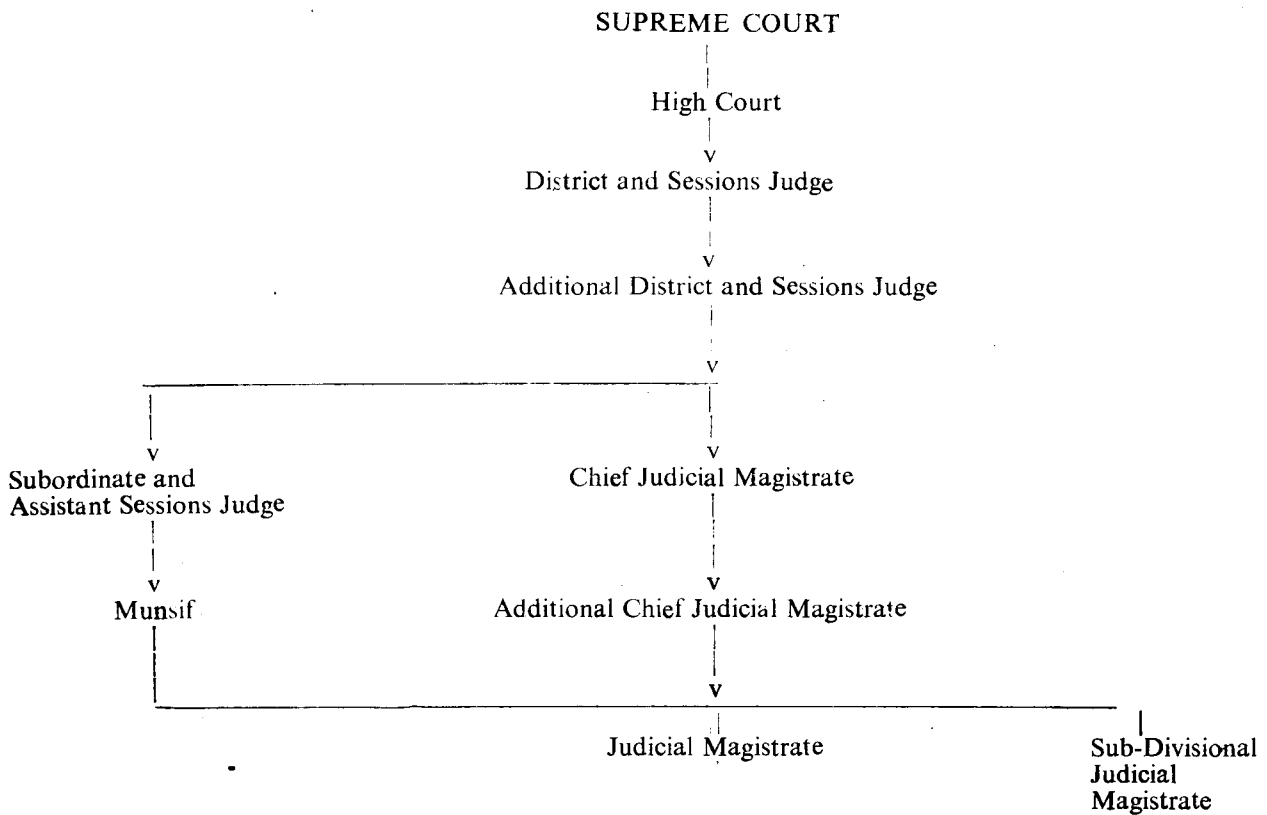 SUPREME COURT
High Court
District and Sessions Judge
Additional District and Sessions Judge
Subordinate and
Assistant Sessions Judge
Chief Judicial Magistrate
Munsif
Additional Chief Judicial Magistrate
Judicial Magistrate
Sub-Divisional
Judicial
Magistrate